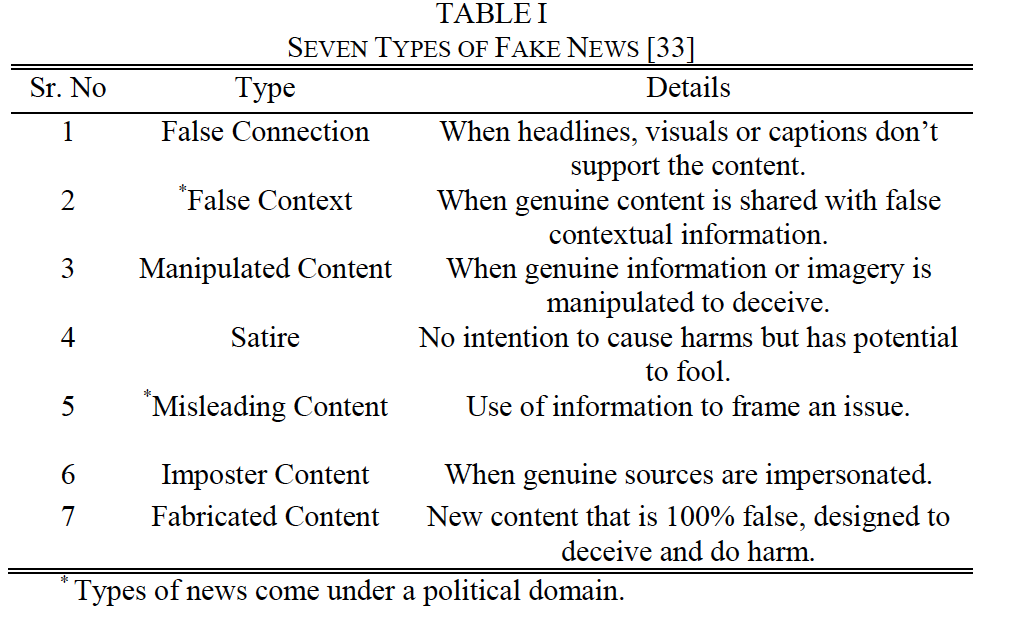 TABLE I
SEVEN TYPES OF FAKE NEWS [33]
Sr. No Type Details
1 False Connection When headlines, visuals or captions don’t
support the content.
2 *False Context When genuine content is shared with false
contextual information.
3 Manipulated Content When genuine information or imagery is
manipulated to deceive.
4 Satire No intention to cause harms but has potential
to fool.
5 *Misleading Content Use of information to frame an issue.
6 Imposter Content When genuine sources are impersonated.
7 Fabricated Content New content that is 100% false, designed to
deceive and do harm.
* Types of news come under a political domain.